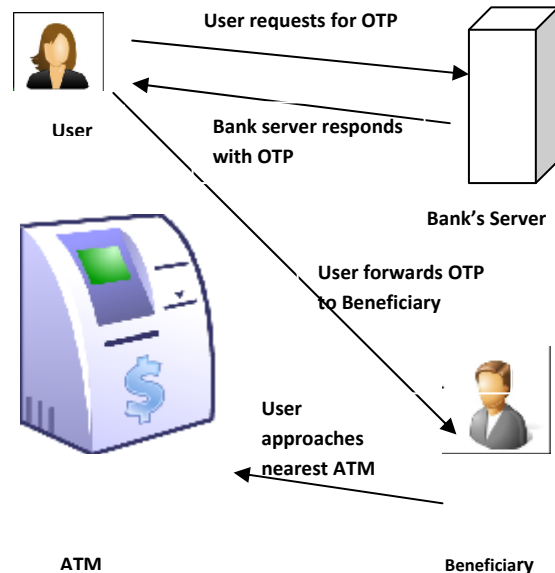 User requests for OTP
User
Bank server responds
with OTP
Bank's Server
User forwards OTP
to Beneficiary
User
approaches
nearest ATM
$
ATM
Beneficiary